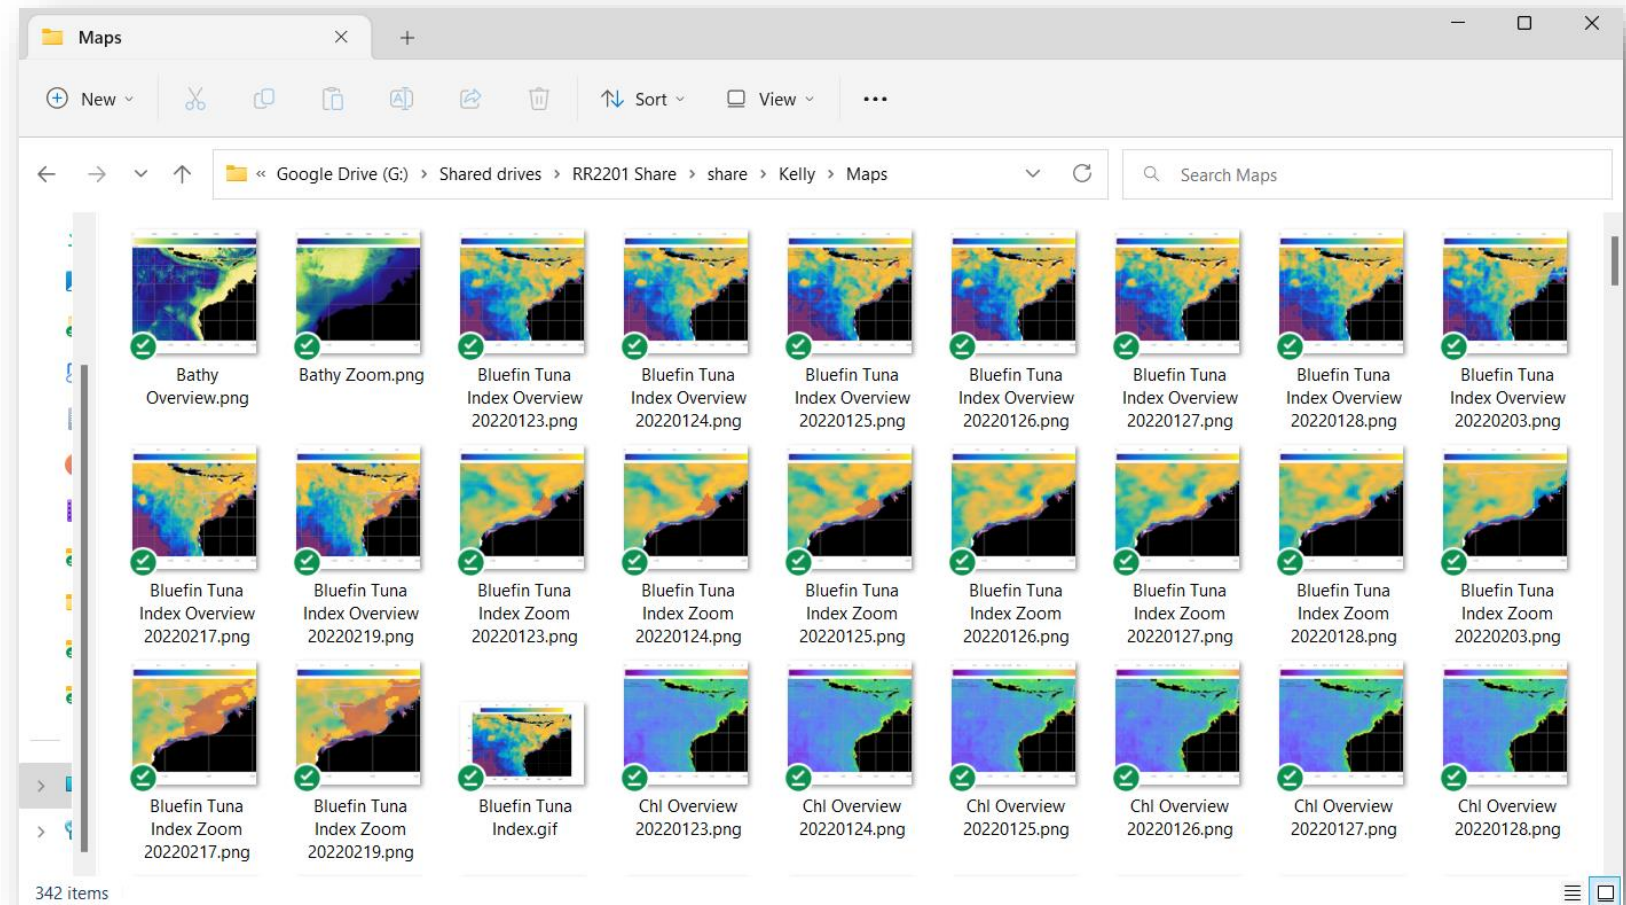 Maps
New
Sort
View
« Google Drive (G:) > Shared drives > RR2201 Share > share > Kelly > Maps
Search Maps
Bathy
Overview.png
Bathy Zoom.png
Bluefin Tuna
Index Overview
20220123.png
Bluefin Tuna
Index Overview
20220124.png
Bluefin Tuna
Index Overview
20220125.png
Bluefin Tuna
Index Overview
20220126.png
Bluefin Tuna
Index Overview
20220127.png
Bluefin Tuna
Index Overview
20220128.png
Bluefin Tuna
Index Overview
20220203.png
Bluefin Tuna
Index Overview
20220217.png
Bluefin Tuna
Index Overview
20220219.png
Bluefin Tuna
Index Zoom
20220123.png
Bluefin Tuna
Index Zoom
20220124.png
Bluefin Tuna
Index Zoom
20220125.png
Bluefin Tuna
Index Zoom
20220126.png
Bluefin Tuna
Index Zoom
20220127.png
Bluefin Tuna
Index Zoom
20220128.png
Bluefin Tuna
Index Zoom
20220203.png
Bluefin Tuna
Index Zoom
20220217.png
Bluefin Tuna
Index Zoom
20220219.png
Bluefin Tuna
Index.gif
Chl Overview
20220123.png
Chl Overview
20220124.png
Chl Overview
20220125.png
Chl Overview
20220126.png
Chl Overview
20220127.png
Chl Overview
20220128.png
342 items